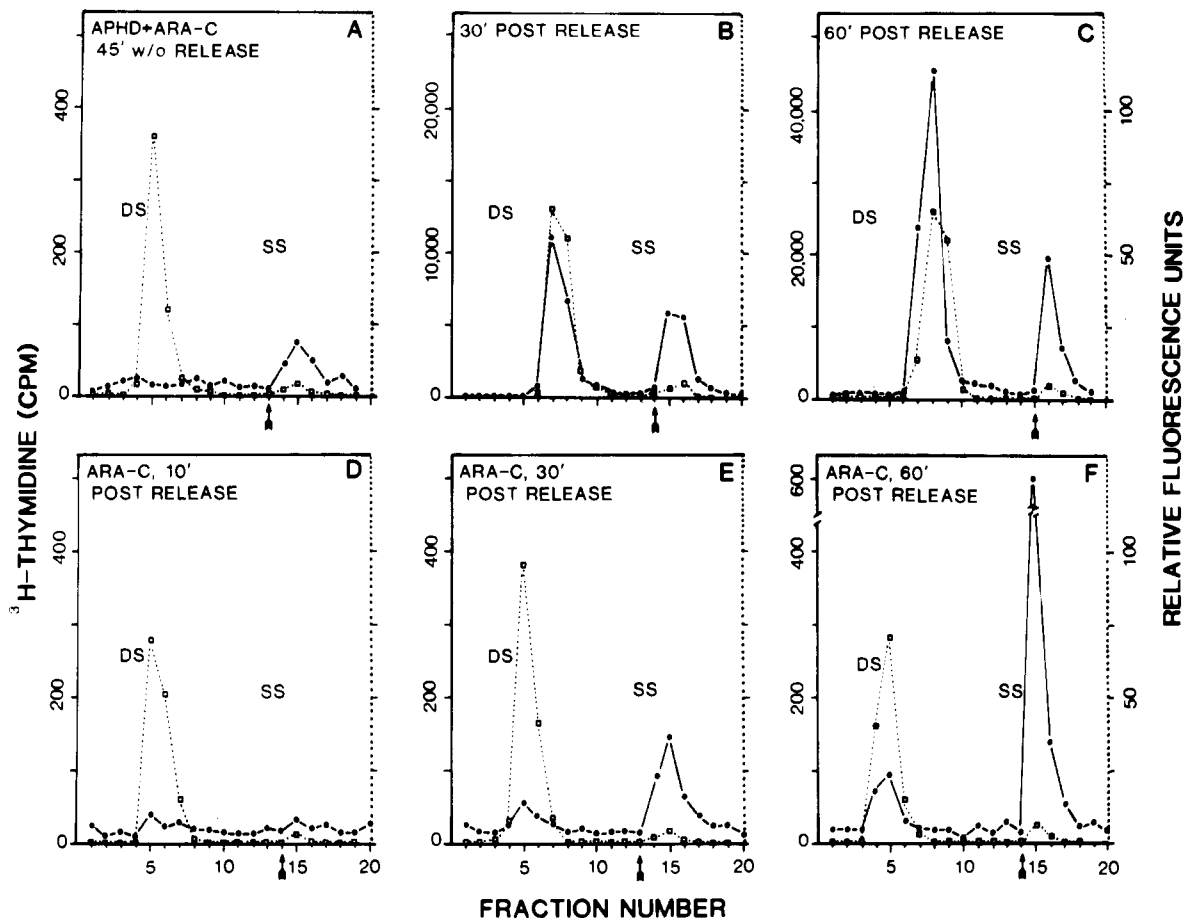 APHD+ARA-C
45' w/o RELEASE
A
400
200
0
DS
SS
30' POST RELEASE
B
20,000
10,000
0
DS
SS
60' POST RELEASE
C
40,000
20,000
0
100
50
0
DS
SS
ARA-C, 10'
POST RELEASE
D
400
200
0
DS
SS
5
10
15
20
ARA-C, 30'
POST RELEASE
E
400
200
0
DS
SS
5
10
15
20
ARA-C, 60'
POST RELEASE
F
600
400
200
0
100
50
0
DS
SS
5
10
15
20
³H-THYMIDINE (CPM)
RELATIVE FLUORESCENCE UNITS
FRACTION NUMBER